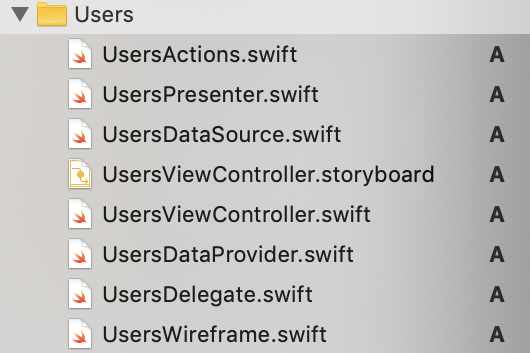 Users
UsersActions.swift A
UsersPresenter.swift A
UsersDataSource.swift A
UsersViewController.storyboard A
UsersViewController.swift A
UsersDataProvider.swift A
UsersDelegate.swift A
UsersWireframe.swift A